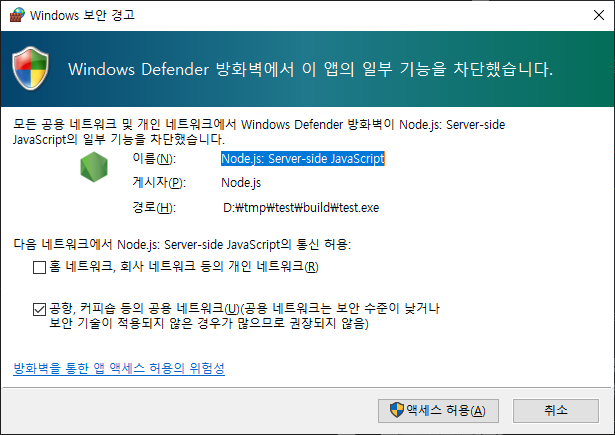 Windows 보안 경고
Windows Defender 방화벽에서 이 앱의 일부 기능을 차단했습니다.
모든 공용 네트워크 및 개인 네트워크에서 Windows Defender 방화벽이 Node.js: Server-side
JavaScript의 일부 기능을 차단했습니다.
이름(N): Node.js: Server-side JavaScript
게시자(P): Node.js
경로(H): D:₩tmp₩test₩build₩test.exe
다음 네트워크에서 Node.js: Server-side JavaScript의 통신 허용:
홈 네트워크, 회사 네트워크 등의 개인 네트워크(R)
공항, 커피숍 등의 공용 네트워크(U)(공용 네트워크는 보안 수준이 낮거나
보안 기술이 적용되지 않은 경우가 많으므로 권장되지 않음)
방화벽을 통한 앱 액세스 허용의 위험성
액세스 허용(A)
취소